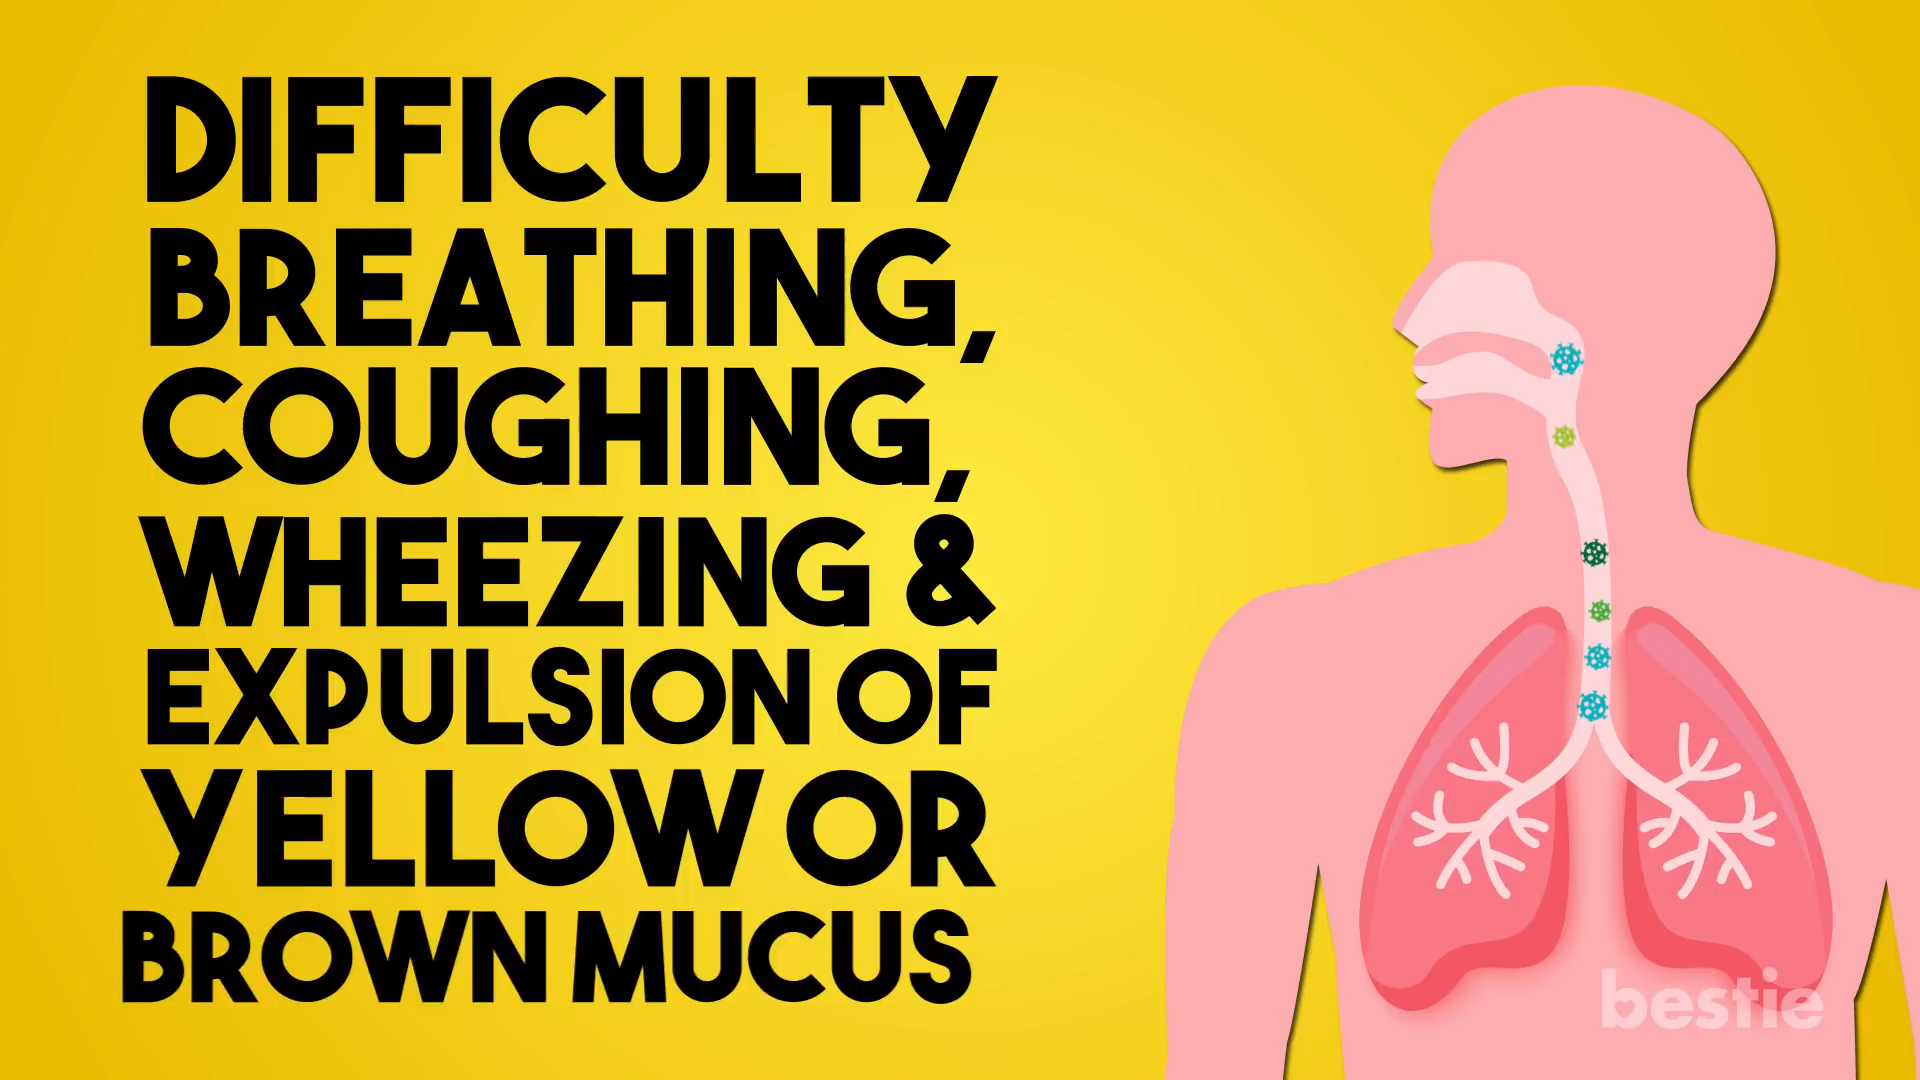 DIFFICULTY
BREATHING,
COUGHING,
WHEEZING &
EXPULSION OF
YELLOW OR
BROWN MUCUS
bestie